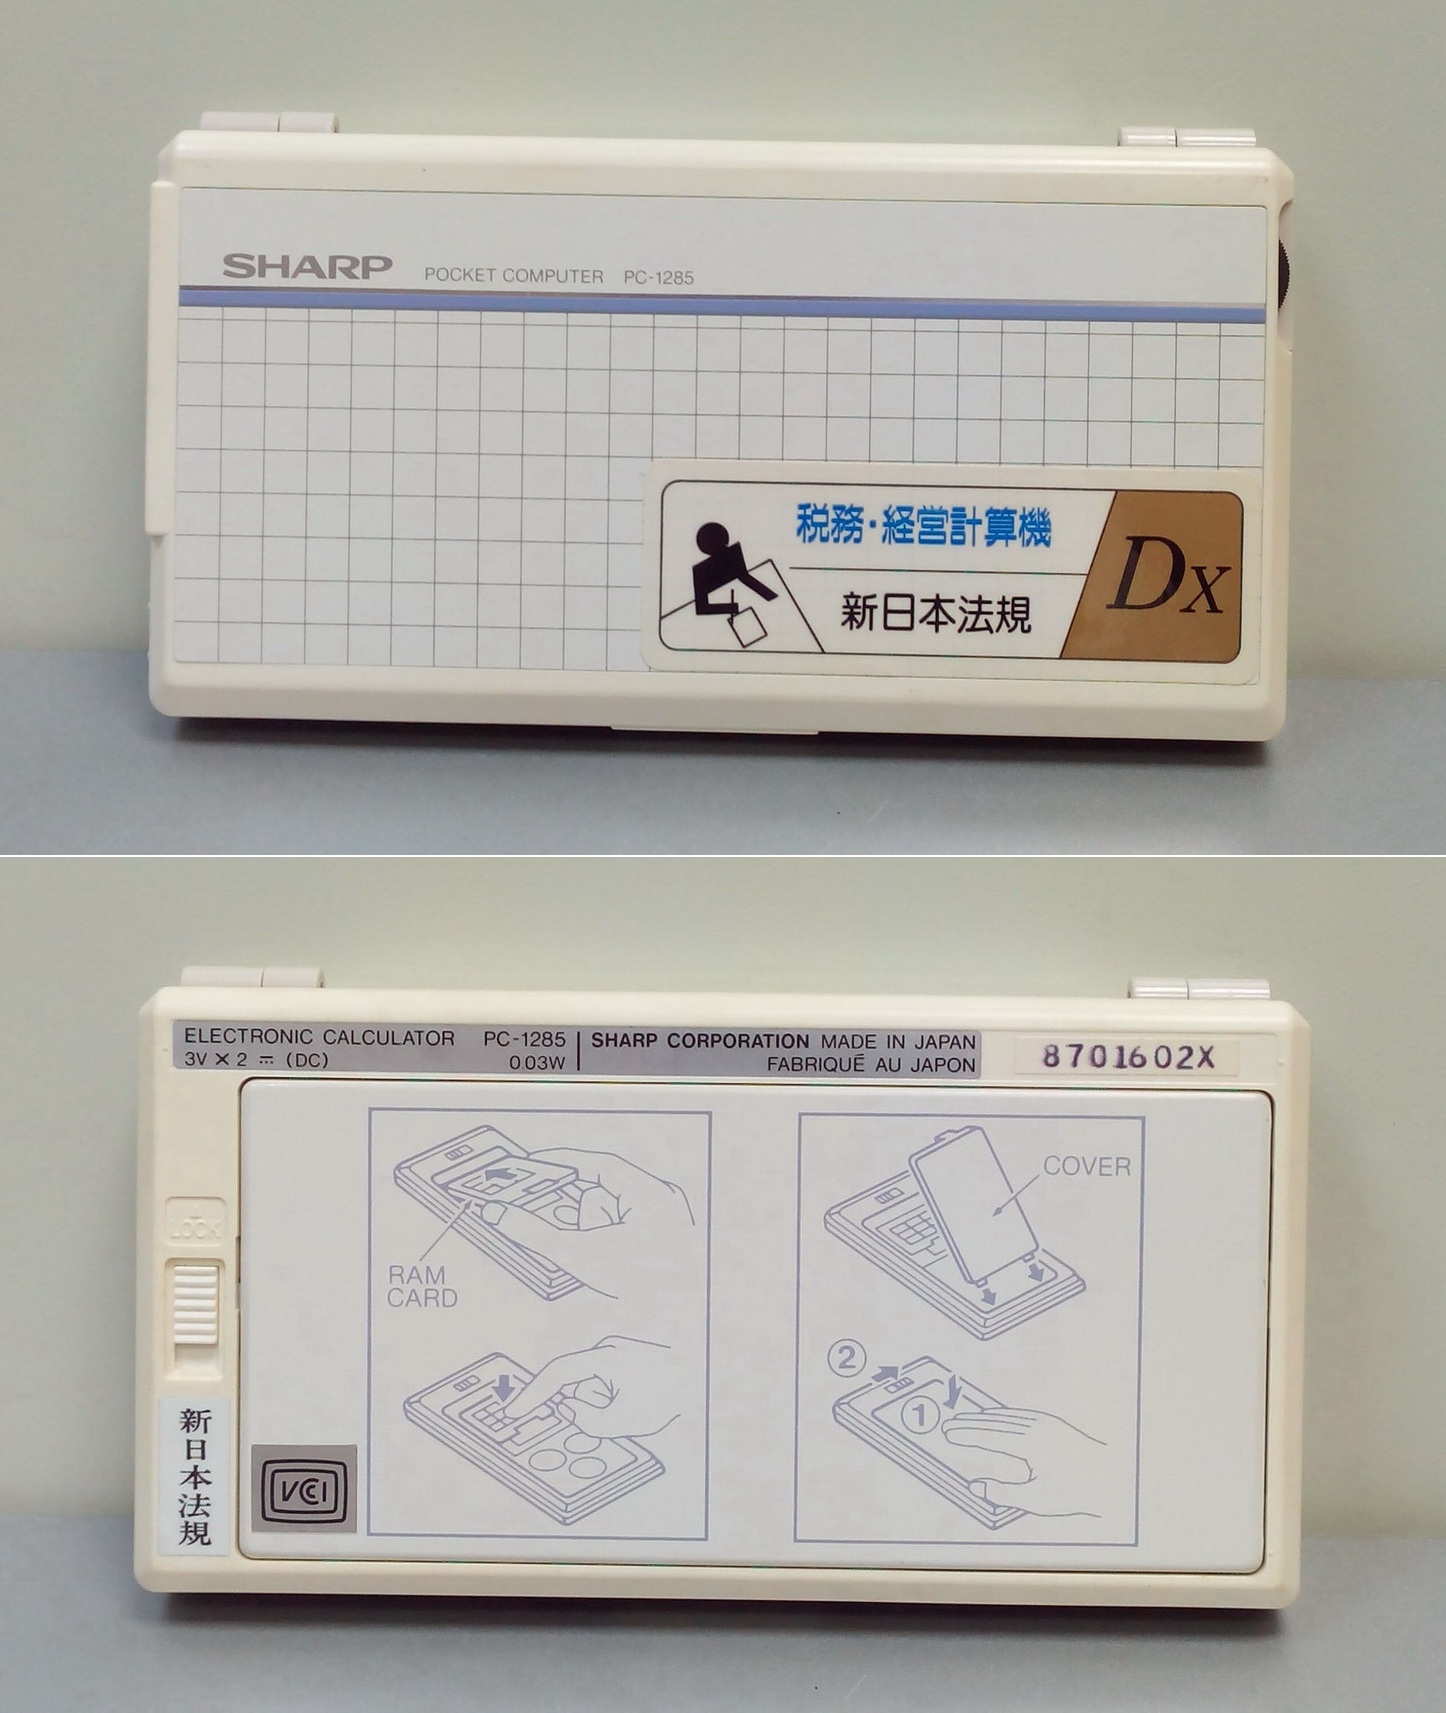 SHARP POCKET COMPUTER PC-1285
税務・経営計算機
新日本法規
DX
ELECTRONIC CALCULATOR PC-1285
3V X 2 ⎓ (DC) 0.03W
SHARP CORPORATION MADE IN JAPAN
FABRIQUÉ AU JAPON
8701602X
LOCK
新日本法規
VCCI
RAM
CARD
COVER
②
①